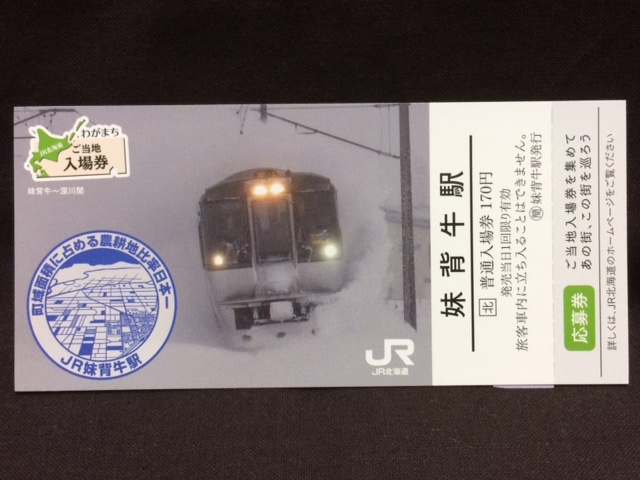 わがまち
ご当地
入場券
JR北海道
妹背牛～深川間
町域面積に占める農耕地比率日本一
JR妹背牛駅
JR
JR北海道
妹背牛駅
北 普通入場券 170円
発売当日1回限り有効
旅客車内に立ち入ることはできません。
妹背牛駅発行
応募券
ご当地入場券を集めて
あの街、この街を巡ろう
詳しくは、JR北海道のホームページをご覧ください